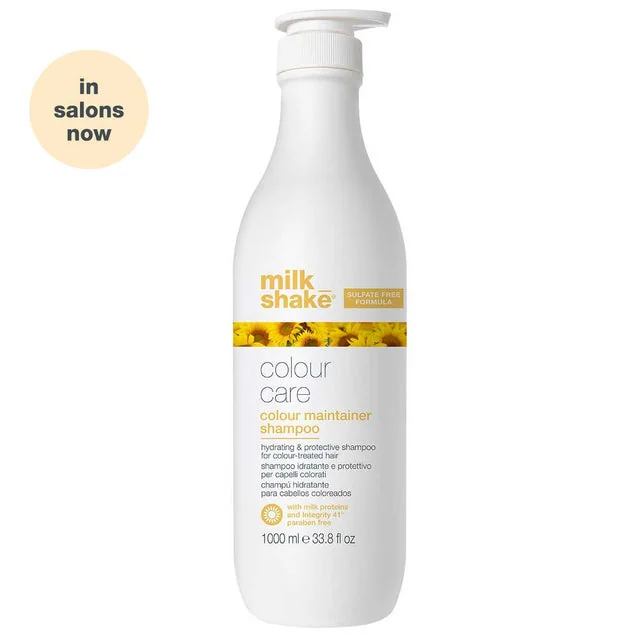 in
salons
now
milk
shake®
SULFATE FREE
FORMULA
colour
care
colour maintainer
shampoo
hydrating & protective shampoo
for colour-treated hair
shampoo idratante e protettivo
per capelli colorati
champú hidratante
para cabellos coloreados
with milk proteins
and Integrity 41®
paraben free
1000 ml e 33.8 fl oz